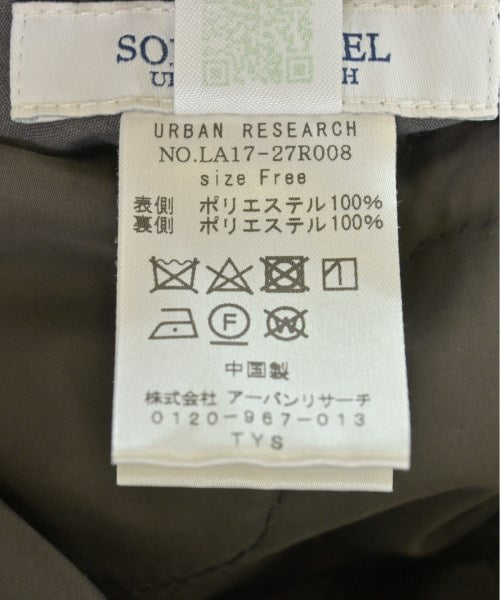 URBAN RESEARCH
NO.LA17-27R008
size Free
表側 ポリエステル100%
裏側 ポリエステル100%
中国製
株式会社 アーバンリサーチ
0120-967-013
TYS